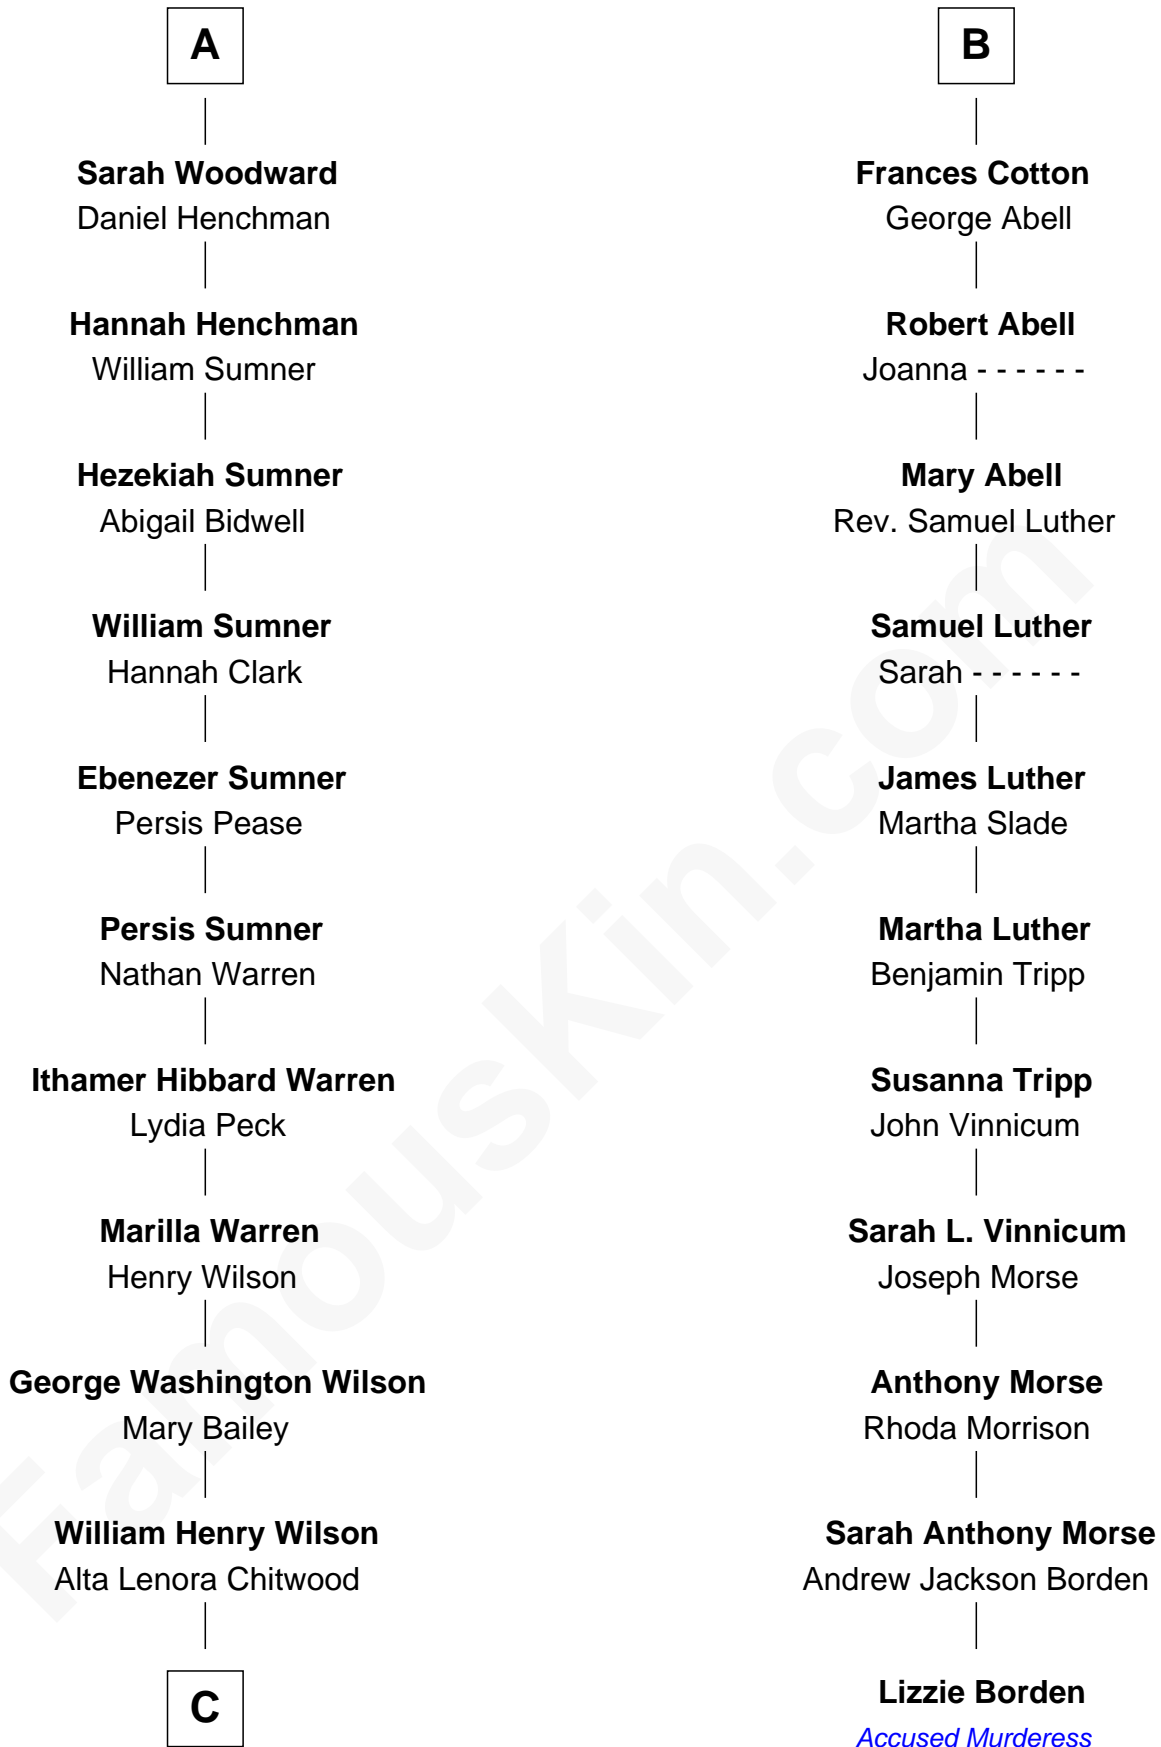 A
Sarah Woodward
Daniel Henchman
Hannah Henchman
William Sumner
Hezekiah Sumner
Abigail Bidwell
William Sumner
Hannah Clark
Ebenezer Sumner
Persis Pease
Persis Sumner
Nathan Warren
Ithamer Hibbard Warren
Lydia Peck
Marilla Warren
Henry Wilson
George Washington Wilson
Mary Bailey
William Henry Wilson
Alta Lenora Chitwood
C
B
Frances Cotton
George Abell
Robert Abell
Joanna - - - - - -
Mary Abell
Rev. Samuel Luther
Samuel Luther
Sarah - - - - - -
James Luther
Martha Slade
Martha Luther
Benjamin Tripp
Susanna Tripp
John Vinnicum
Sarah L. Vinnicum
Joseph Morse
Anthony Morse
Rhoda Morrison
Sarah Anthony Morse
Andrew Jackson Borden
Lizzie Borden
Accused Murderess
FamousKin.com